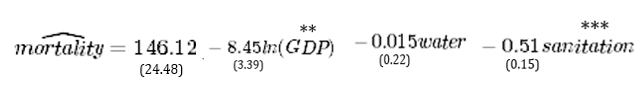 ** ***
mortality = 146.12 - 8.45ln(GDP) - 0.015water - 0.51sanitation
(24.48) (3.39) (0.22) (0.15)